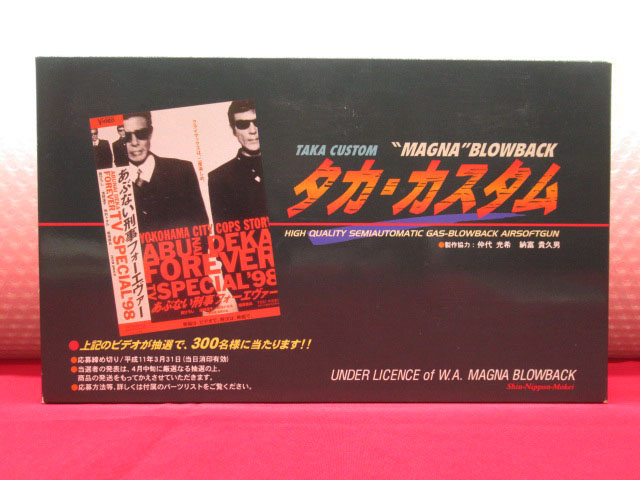 TAKA CUSTOM "MAGNA" BLOWBACK
タカ・カスタム
HIGH QUALITY SEMIAUTOMATIC GAS-BLOWBACK AIRSOFTGUN
●製作協力:仲代 光希 納富 貴久男
Video
あぶない刑事フォーエヴァー
ABUNAI DEKA
FOREVER
TV SPECIAL'98
YOKOHAMA CITY COPS STORY
ABUNAI DEKA
FOREVER
TV SPECIAL'98
あぶない刑事フォーエヴァー
●上記のビデオが抽選で、300名様に当たります!!
●応募締め切り/平成11年3月31日(当日消印有効)
●当選者の発表は、4月中旬に厳選なる抽選の上、
商品の発送をもってかえさせていただきます。
●応募方法等、詳しくは付属のパーツリストをご覧ください。
UNDER LICENCE of W.A. MAGNA BLOWBACK
Shin-Nippon-Mokei